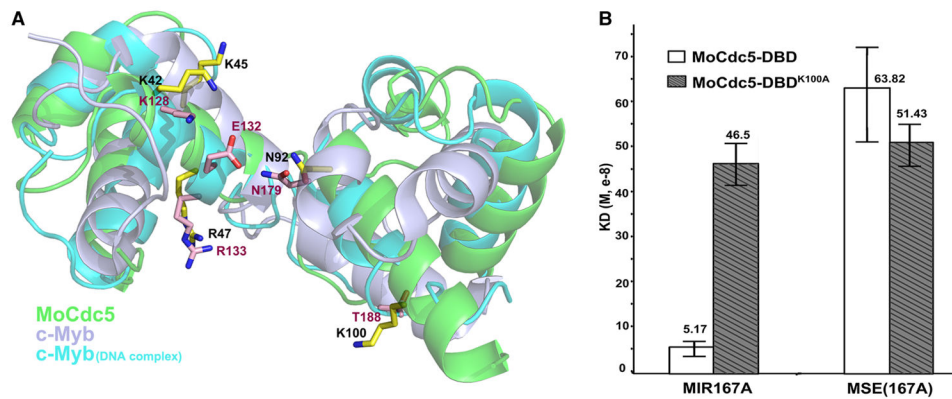 A
K45
K42
K128
E132
N92
N179
R47
R133
T188
K100
MoCdc5
c-Myb
c-Myb(DNA complex)
B
KD (M, e-8)
70
60
50
40
30
20
10
0
MoCdc5-DBD
MoCdc5-DBDK100A
63.82
51.43
46.5
5.17
MIR167A
MSE(167A)